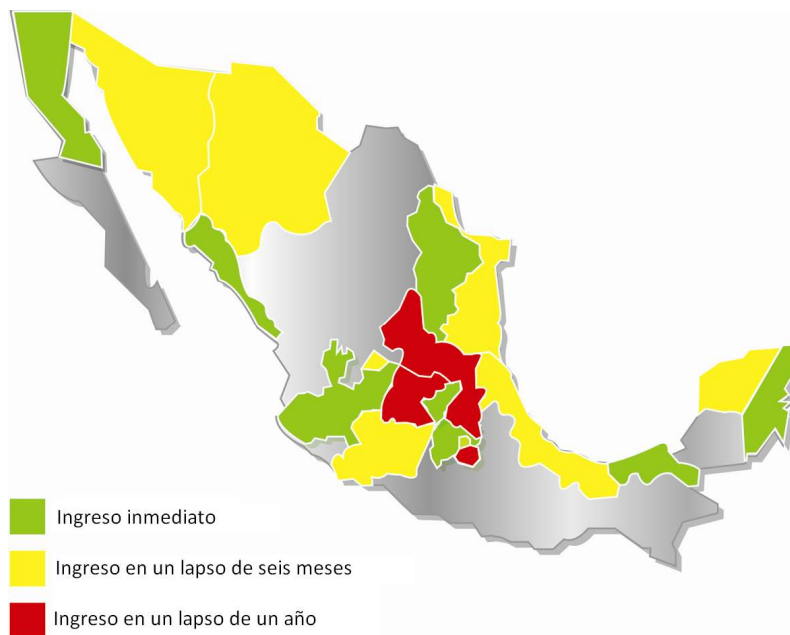 Ingreso inmediato
Ingreso en un lapso de seis meses
Ingreso en un lapso de un año